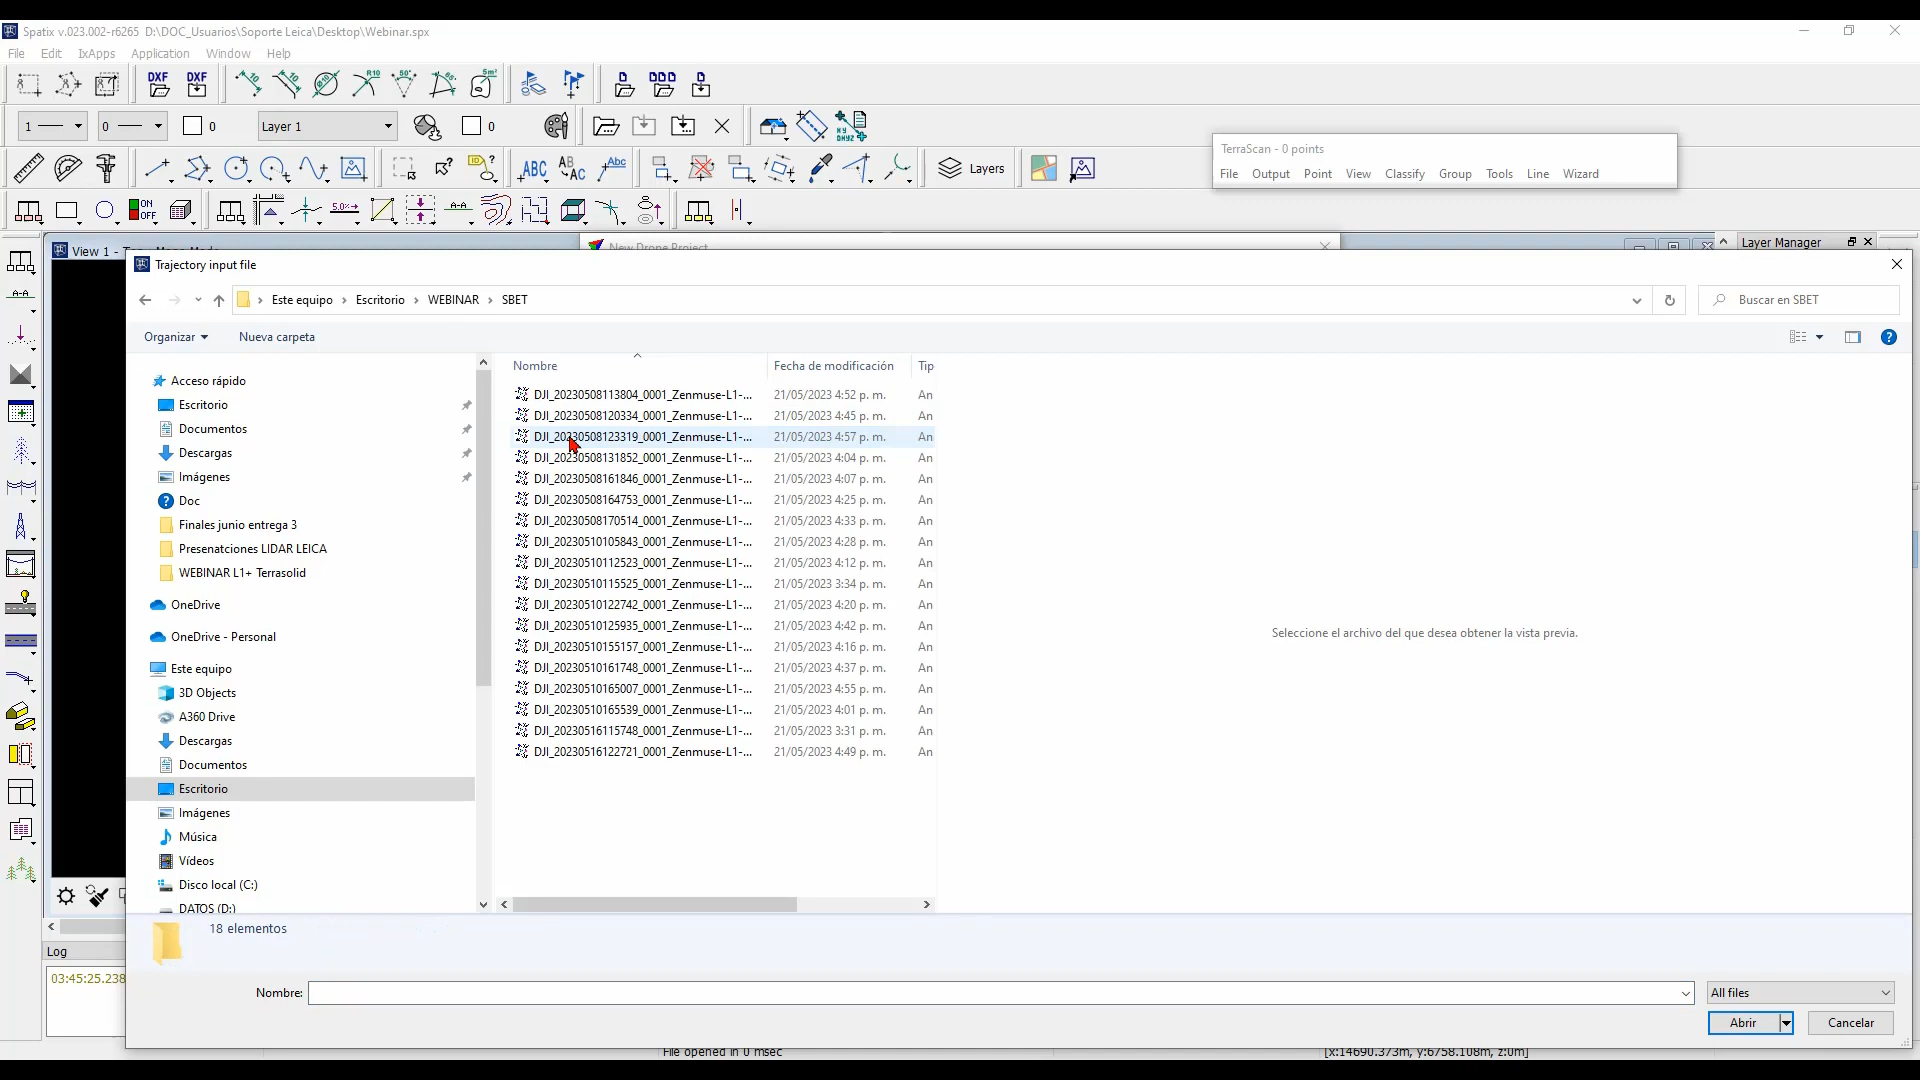 Spatix v.023.002-r6265 D:\DOC_Usuarios\Soporte Leica\Desktop\Webinar.spx
File Edit IxApps Application Window Help
DXF DXF
1 0 0 Layer 1 0
Layers
TerraScan - 0 points
File Output Point View Classify Group Tools Line Wizard
View 1 -
New Drone Project
Layer Manager
Trajectory input file
Este equipo Escritorio WEBINAR SBET
Buscar en SBET
Organizar Nueva carpeta
Nombre Fecha de modificación Tip
Acceso rápido
Escritorio
Documentos
Descargas
Imágenes
Doc
Finales junio entrega 3
Presenatciones LIDAR LEICA
WEBINAR L1+ Terrasolid
OneDrive
OneDrive - Personal
Este equipo
3D Objects
A360 Drive
Descargas
Documentos
Escritorio
Imágenes
Música
Vídeos
Disco local (C:)
DATOS (D:)
DJI_20230508113804_0001_Zenmuse-L1-... 21/05/2023 4:52 p. m. An
DJI_20230508120334_0001_Zenmuse-L1-... 21/05/2023 4:45 p. m. An
DJI_20230508123319_0001_Zenmuse-L1-... 21/05/2023 4:57 p. m. An
DJI_20230508131852_0001_Zenmuse-L1-... 21/05/2023 4:04 p. m. An
DJI_20230508161846_0001_Zenmuse-L1-... 21/05/2023 4:07 p. m. An
DJI_20230508164753_0001_Zenmuse-L1-... 21/05/2023 4:25 p. m. An
DJI_20230508170514_0001_Zenmuse-L1-... 21/05/2023 4:33 p. m. An
DJI_20230510105843_0001_Zenmuse-L1-... 21/05/2023 4:28 p. m. An
DJI_20230510112523_0001_Zenmuse-L1-... 21/05/2023 4:12 p. m. An
DJI_20230510115525_0001_Zenmuse-L1-... 21/05/2023 3:34 p. m. An
DJI_20230510122742_0001_Zenmuse-L1-... 21/05/2023 4:20 p. m. An
DJI_20230510125935_0001_Zenmuse-L1-... 21/05/2023 4:42 p. m. An
DJI_20230510155157_0001_Zenmuse-L1-... 21/05/2023 4:16 p. m. An
DJI_20230510161748_0001_Zenmuse-L1-... 21/05/2023 4:37 p. m. An
DJI_20230510165007_0001_Zenmuse-L1-... 21/05/2023 4:55 p. m. An
DJI_20230510165539_0001_Zenmuse-L1-... 21/05/2023 4:01 p. m. An
DJI_20230516115748_0001_Zenmuse-L1-... 21/05/2023 3:31 p. m. An
DJI_20230516122721_0001_Zenmuse-L1-... 21/05/2023 4:49 p. m. An
Seleccione el archivo del que desea obtener la vista previa.
18 elementos
Log
03:45:25.238
Nombre:
All files
Abrir Cancelar
File opened in 0 msec
[x:14690.373m, y:6758.108m, z:0m]